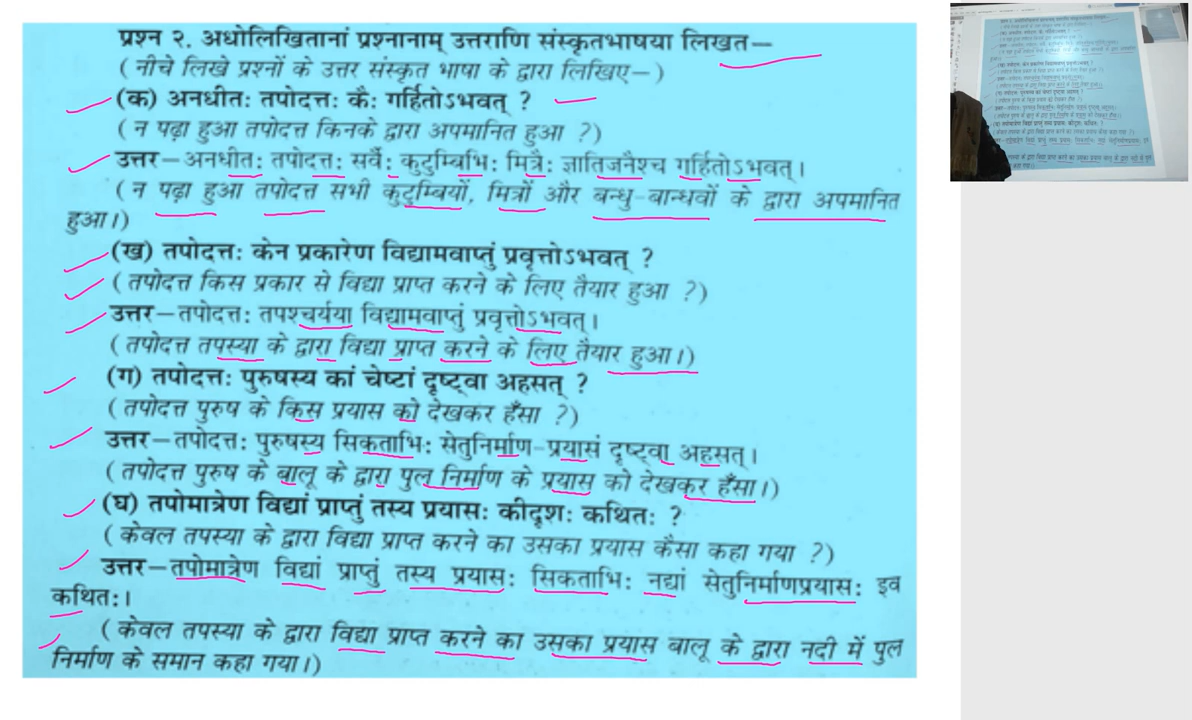 प्रश्न २. अधोलिखितानां प्रश्नानाम् उत्तराणि संस्कृतभाषया लिखत—
(नीचे लिखे प्रश्नों के उत्तर संस्कृत भाषा के द्वारा लिखिए—)
(क) अनधीतः तपोदत्तः कैः गर्हितोऽभवत् ?
(न पढ़ा हुआ तपोदत्त किनके द्वारा अपमानित हुआ ?)
उत्तर—अनधीतः तपोदत्तः सर्वैः कुटुम्बिभिः मित्रैः ज्ञातिजनैश्च गर्हितोऽभवत्।
(न पढ़ा हुआ तपोदत्त सभी कुटुम्बियों, मित्रों और बन्धु-बान्धवों के द्वारा अपमानित
हुआ।)
(ख) तपोदत्तः केन प्रकारेण विद्यामवाप्तुं प्रवृत्तोऽभवत् ?
(तपोदत्त किस प्रकार से विद्या प्राप्त करने के लिए तैयार हुआ ?)
उत्तर—तपोदत्तः तपश्चर्यया विद्यामवाप्तुं प्रवृत्तोऽभवत्।
(तपोदत्त तपस्या के द्वारा विद्या प्राप्त करने के लिए तैयार हुआ।)
(ग) तपोदत्तः पुरुषस्य कां चेष्टां दृष्ट्वा अहसत् ?
(तपोदत्त पुरुष के किस प्रयास को देखकर हँसा ?)
उत्तर—तपोदत्तः पुरुषस्य सिकताभिः सेतुनिर्माण-प्रयासं दृष्ट्वा अहसत्।
(तपोदत्त पुरुष के बालू के द्वारा पुल निर्माण के प्रयास को देखकर हँसा।)
(घ) तपोमात्रेण विद्यां प्राप्तुं तस्य प्रयासः कीदृशः कथितः ?
(केवल तपस्या के द्वारा विद्या प्राप्त करने का उसका प्रयास कैसा कहा गया ?)
उत्तर—तपोमात्रेण विद्यां प्राप्तुं तस्य प्रयासः सिकताभिः नद्यां सेतुनिर्माणप्रयासः इव
कथितः।
(केवल तपस्या के द्वारा विद्या प्राप्त करने का उसका प्रयास बालू के द्वारा नदी में पुल
निर्माण के समान कहा गया।)